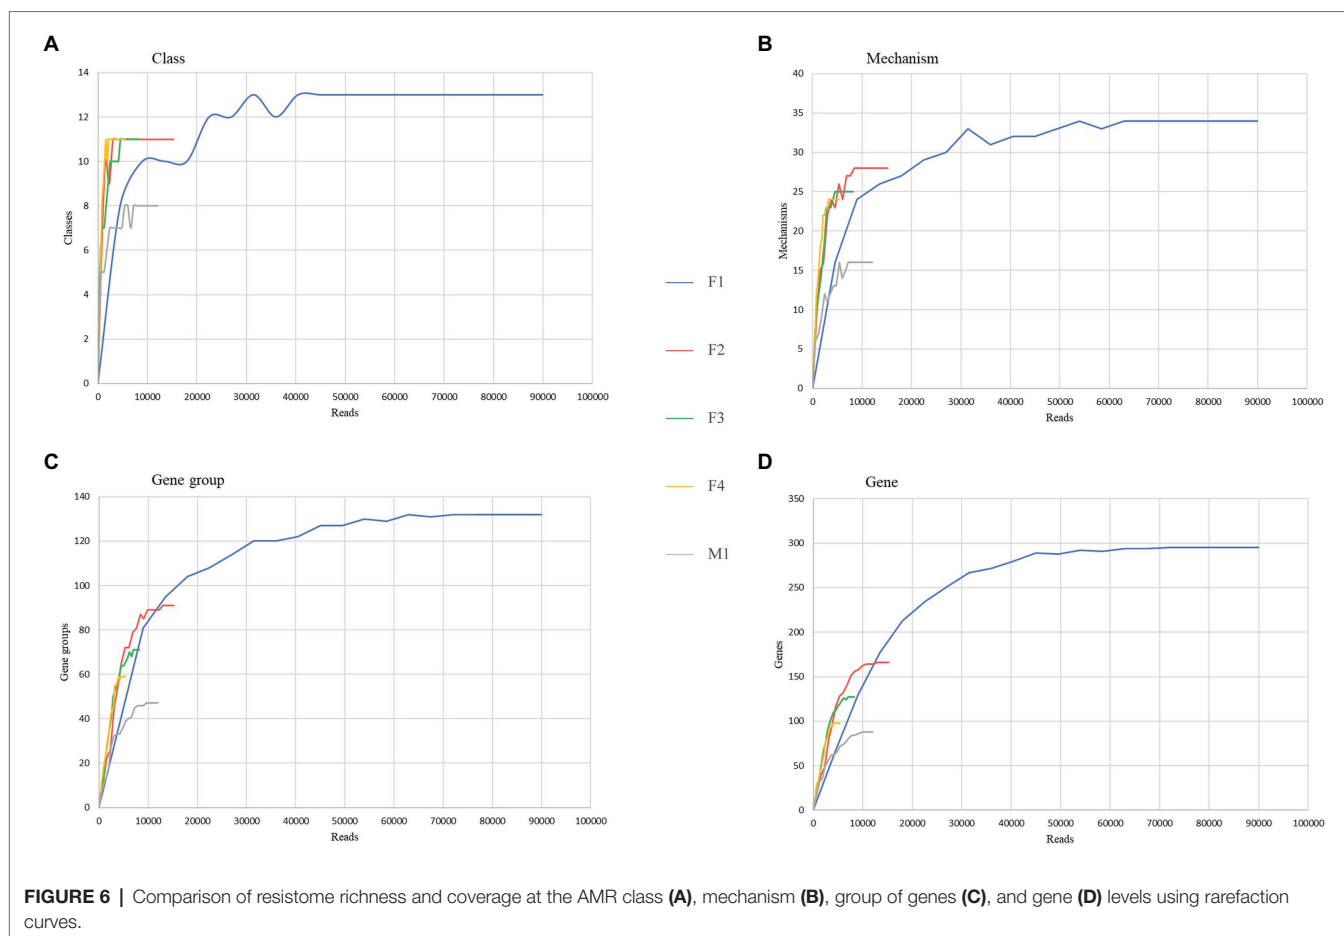 A
Class
14
12
10
8
6
4
2
0
Classes
0 10000 20000 30000 40000 50000 60000 70000 80000 90000 100000
Reads
B
Mechanism
40
35
30
25
20
15
10
5
0
Mechanisms
0 10000 20000 30000 40000 50000 60000 70000 80000 90000 100000
Reads
F1
F2
F3
F4
M1
C
Gene group
140
120
100
80
60
40
20
0
Gene groups
0 10000 20000 30000 40000 50000 60000 70000 80000 90000 100000
Reads
D
Gene
350
300
250
200
150
100
50
0
Genes
0 10000 20000 30000 40000 50000 60000 70000 80000 90000 100000
Reads
FIGURE 6 | Comparison of resistome richness and coverage at the AMR class (A), mechanism (B), group of genes (C), and gene (D) levels using rarefaction
curves.